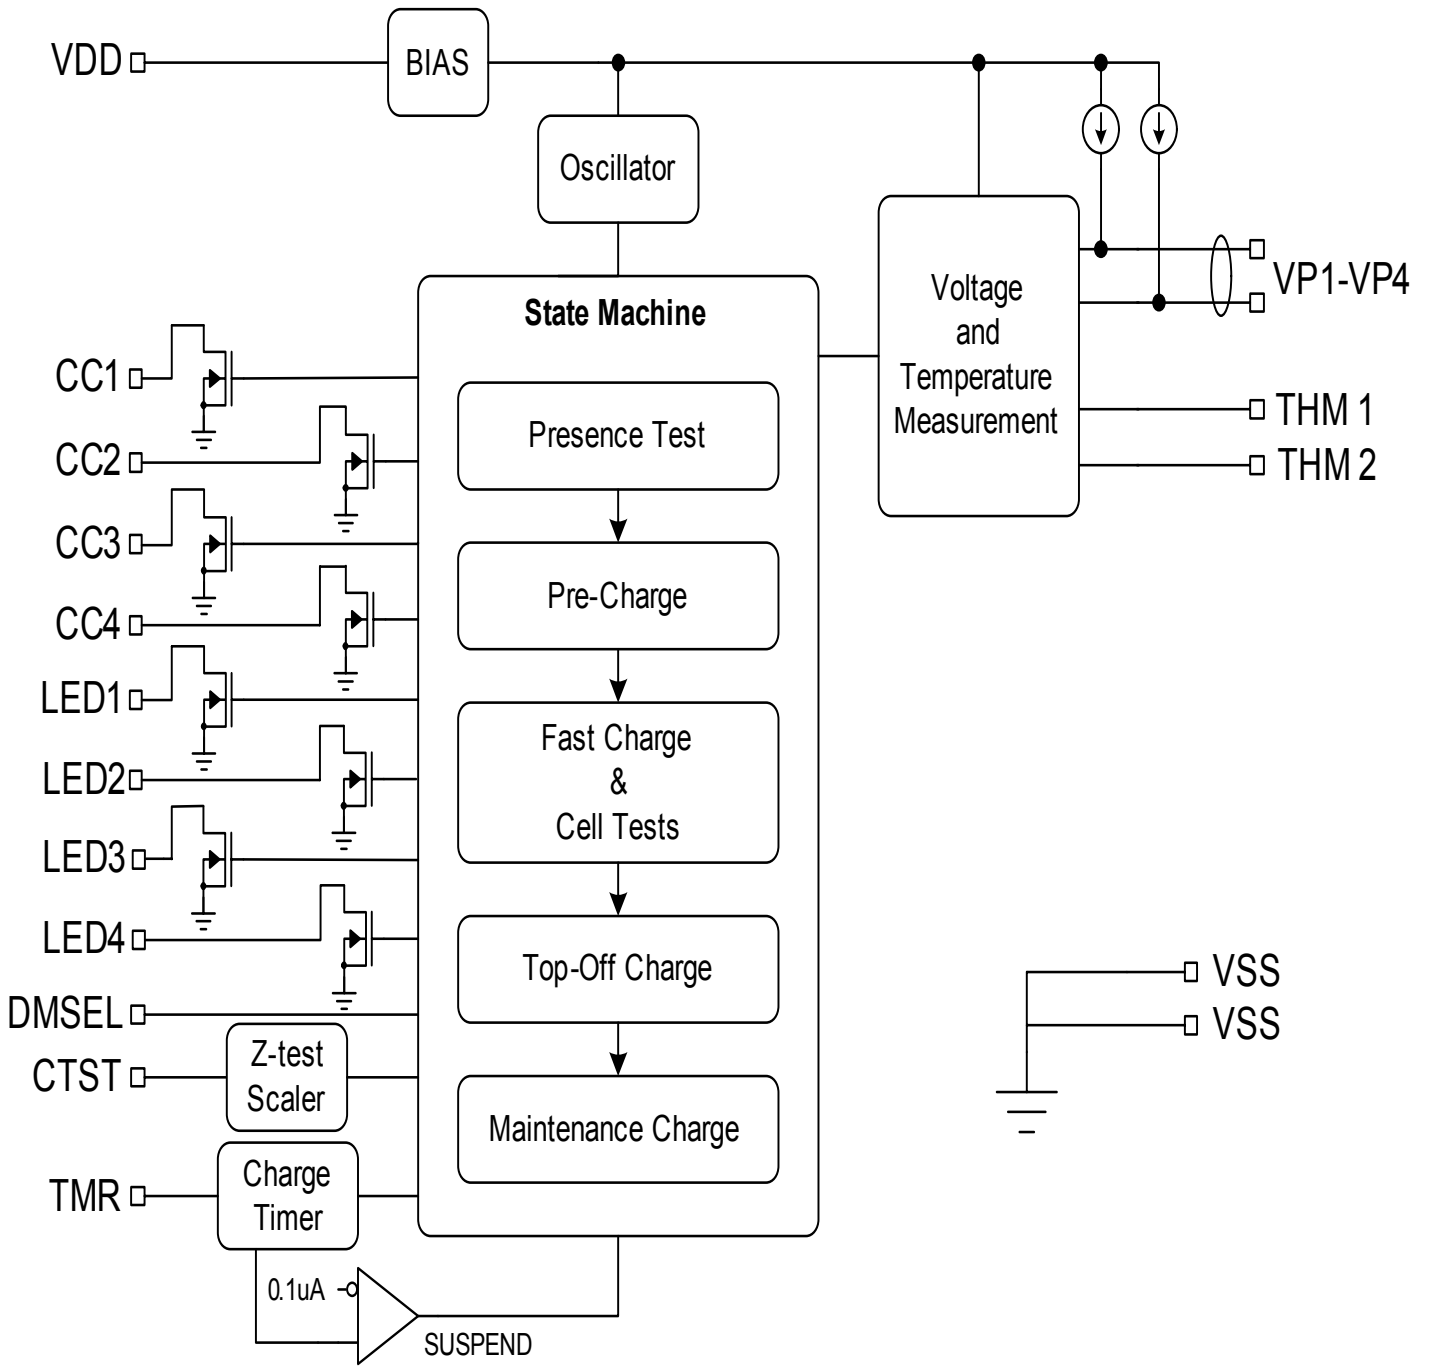 VDD
BIAS
Oscillator
State Machine
Voltage
and
Temperature
Measurement
VP1-VP4
THM 1
THM 2
CC1
CC2
CC3
CC4
LED1
LED2
LED3
LED4
DMSEL
CTST
TMR
Presence Test
Pre-Charge
Fast Charge
&
Cell Tests
Top-Off Charge
Maintenance Charge
Z-test
Scaler
Charge
Timer
0.1uA
SUSPEND
VSS
VSS